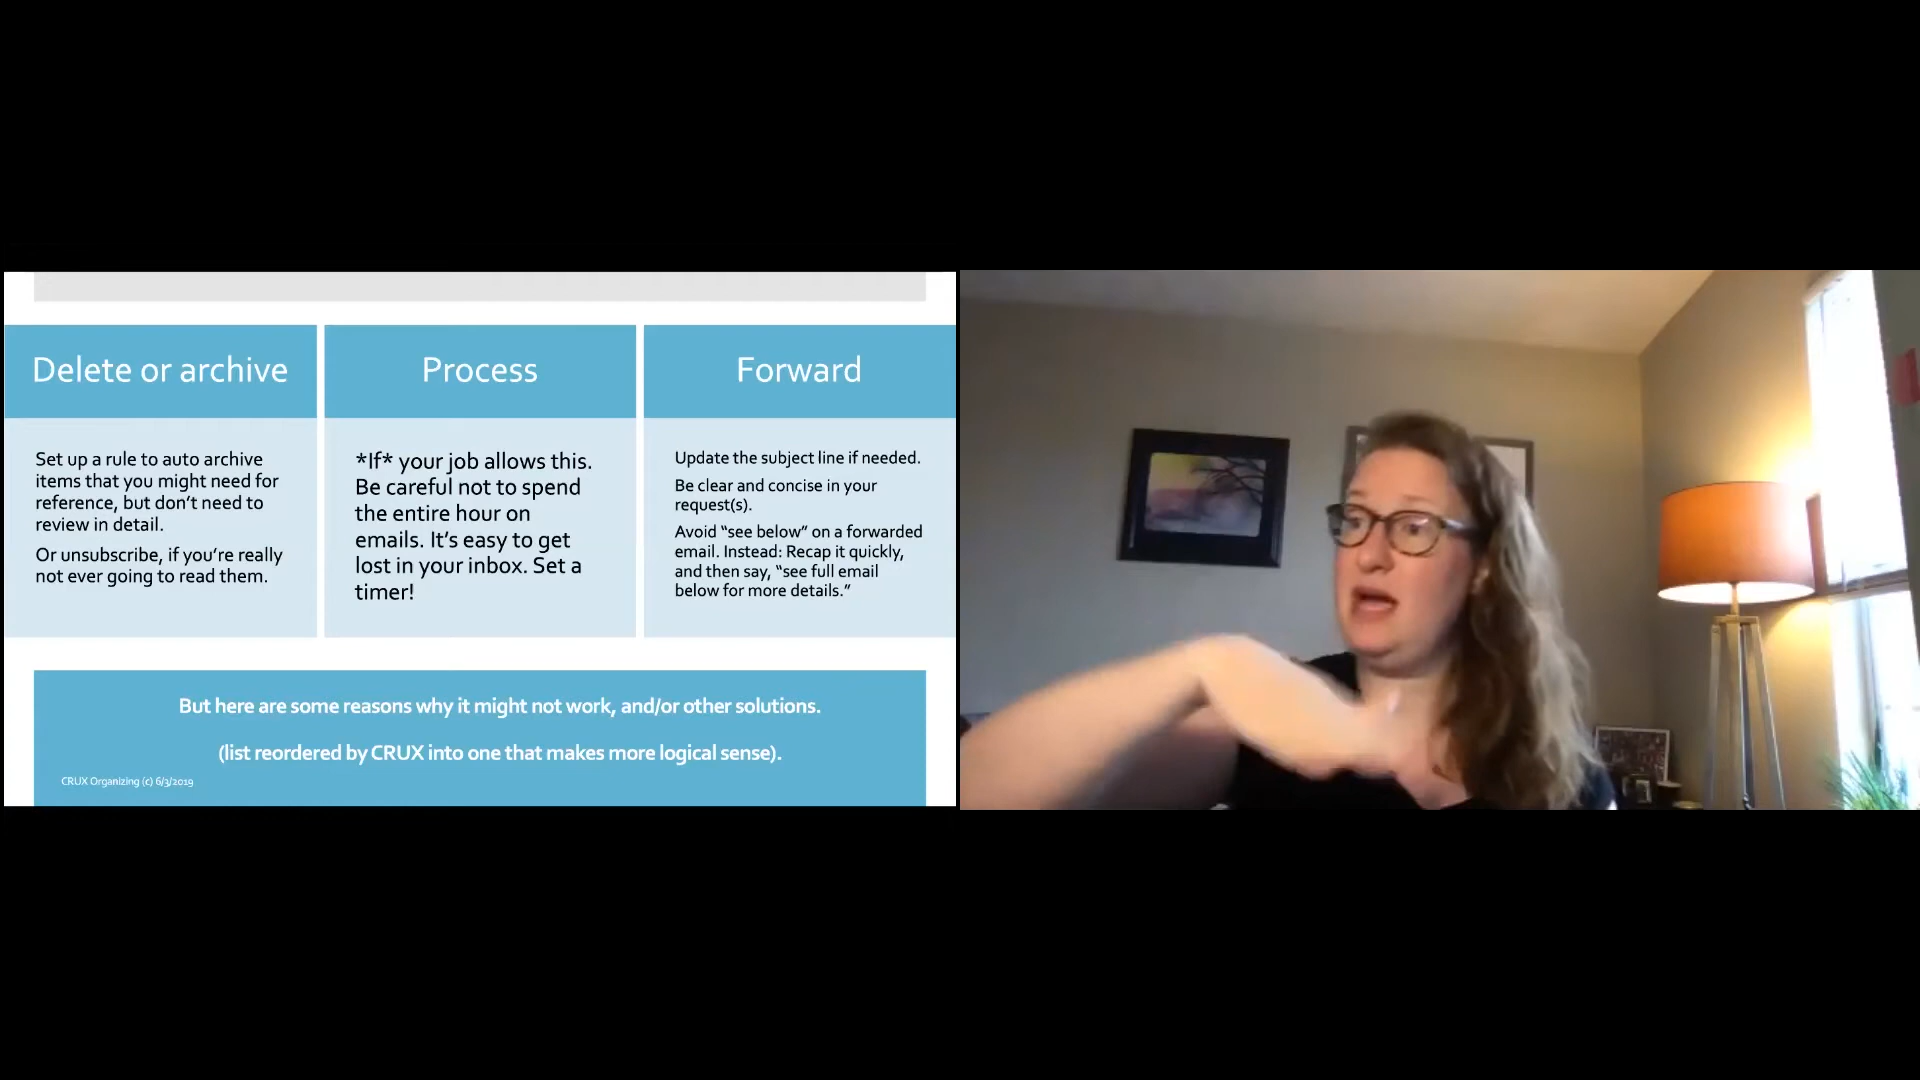 Delete or archive
Set up a rule to auto archive
items that you might need for
reference, but don't need to
review in detail.
Or unsubscribe, if you're really
not ever going to read them.
Process
*If* your job allows this.
Be careful not to spend
the entire hour on
emails. It's easy to get
lost in your inbox. Set a
timer!
Forward
Update the subject line if needed.
Be clear and concise in your
request(s).
Avoid “see below” on a forwarded
email. Instead: Recap it quickly,
and then say, “see full email
below for more details.”
But here are some reasons why it might not work, and/or other solutions.
(list reordered by CRUX into one that makes more logical sense).
CRUX Organizing (c) 6/3/2019